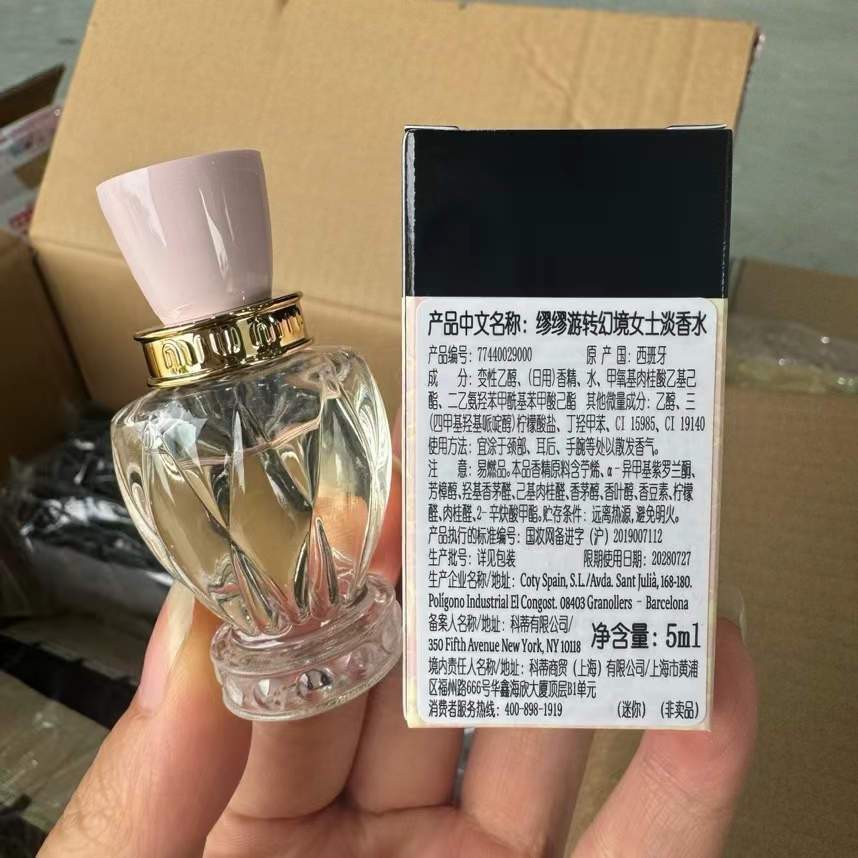 miu miu
产品中文名称：缪缪游转幻境女士淡香水
产品编号：77440029000 原 产 国：西班牙
成 分：变性乙醇、（日用）香精、水、甲氧基肉桂酸乙基己
酯、二乙氨羟苯甲酰基苯甲酸己酯 其他微量成分：乙醇、三
（四甲基羟基哌啶醇）柠檬酸盐、丁羟甲苯、CI 15985、CI 19140
使用方法：宜涂于颈部、耳后、手腕等处以散发香气。
注 意：易燃品。本品香精原料含苧烯、α－异甲基紫罗兰酮、
芳樟醇、羟基香茅醛、己基肉桂醛、香茅醇、香叶醇、香豆素、柠檬
醛、肉桂醛、2-辛炔酸甲酯。贮存条件：远离热源，避免明火。
产品执行的标准编号：国妆网备进字（沪）2019007112
生产批号：详见包装 限期使用日期：20280727
生产企业名称/地址：Coty Spain, S.L./Avda. Sant Julià, 168-180.
Polígono Industrial El Congost. 08403 Granollers - Barcelona
备案人名称/地址：科蒂有限公司/
350 Fifth Avenue New York, NY 10118 净含量：5ml
境内责任人名称/地址：科蒂商贸（上海）有限公司/上海市黄浦
区福州路666号华鑫海欣大厦顶层B1单元
消费者服务热线：400-898-1919 （迷你）（非卖品）